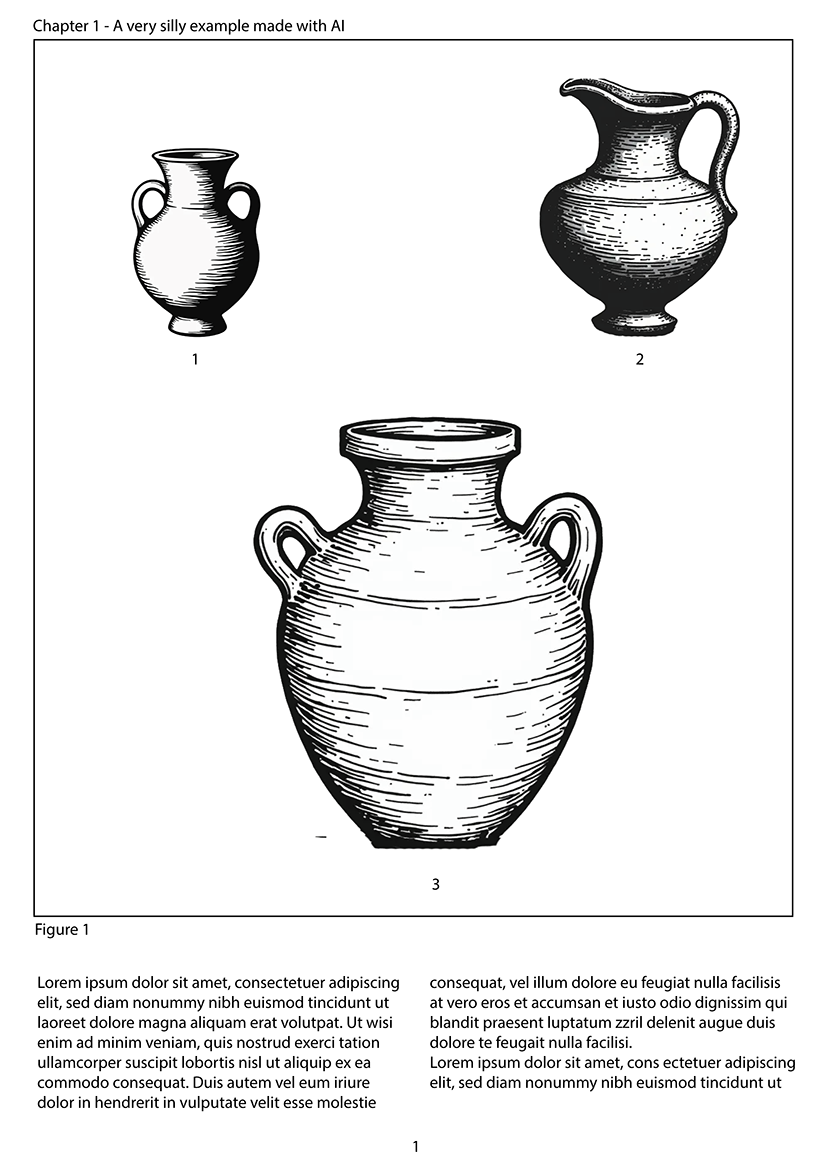 Chapter 1 - A very silly example made with AI
1
2
3
Figure 1
Lorem ipsum dolor sit amet, consectetuer adipiscing
elit, sed diam nonummy nibh euismod tincidunt ut
laoreet dolore magna aliquam erat volutpat. Ut wisi
enim ad minim veniam, quis nostrud exerci tation
ullamcorper suscipit lobortis nisl ut aliquip ex ea
commodo consequat. Duis autem vel eum iriure
dolor in hendrerit in vulputate velit esse molestie
consequat, vel illum dolore eu feugiat nulla facilisis
at vero eros et accumsan et iusto odio dignissim qui
blandit praesent luptatum zzril delenit augue duis
dolore te feugait nulla facilisi.
Lorem ipsum dolor sit amet, cons ectetuer adipiscing
elit, sed diam nonummy nibh euismod tincidunt ut
1